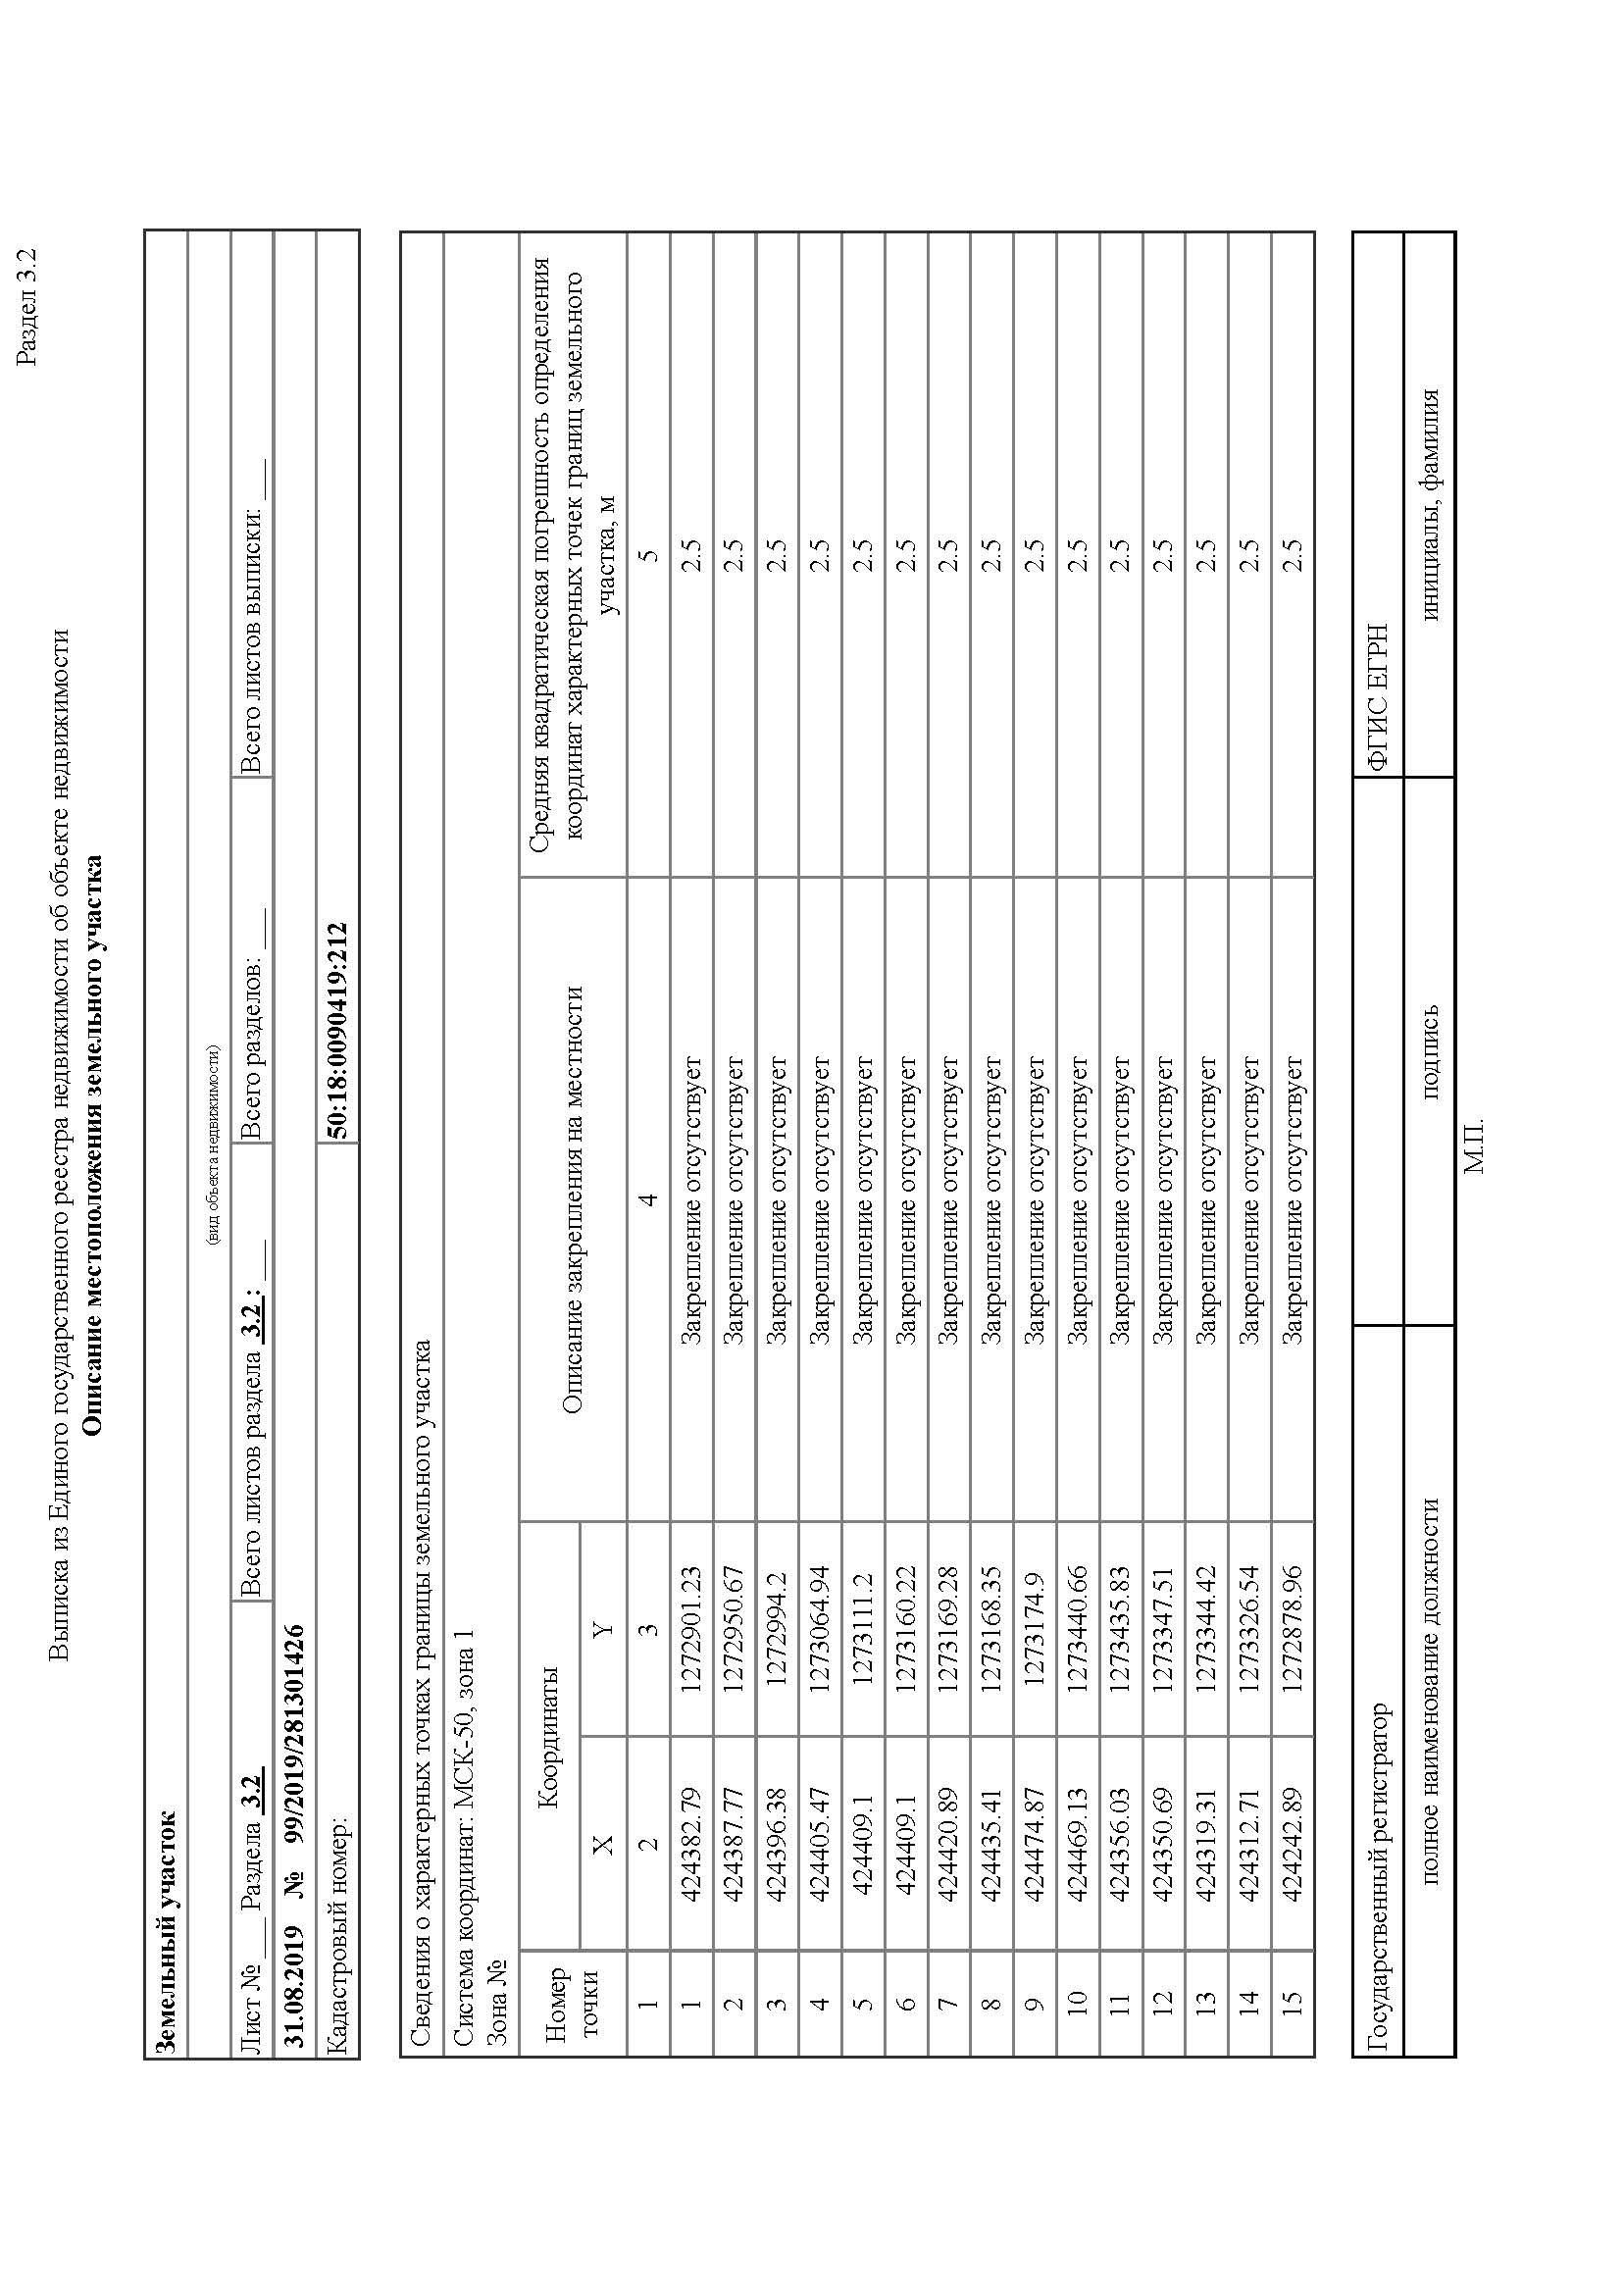 Раздел 3.2
Выписка из Единого государственного реестра недвижимости об объекте недвижимости
Описание местоположения земельного участка
Земельный участок
(вид объекта недвижимости)
Лист № ___ Раздела 3.2 Всего листов раздела 3.2 : ___ Всего разделов: ___ Всего листов выписки: ___
31.08.2019 № 99/2019/281301426
Кадастровый номер: 50:18:0090419:212
Сведения о характерных точках границы земельного участка
Система координат: МСК-50, зона 1
Зона №
Номер точки Координаты Описание закрепления на местности Средняя квадратическая погрешность определения
координат характерных точек границ земельного
участка, м
X Y
1 2 3 4 5
1 424382.79 1272901.23 Закрепление отсутствует 2.5
2 424387.77 1272950.67 Закрепление отсутствует 2.5
3 424396.38 1272994.2 Закрепление отсутствует 2.5
4 424405.47 1273064.94 Закрепление отсутствует 2.5
5 424409.1 1273111.2 Закрепление отсутствует 2.5
6 424409.1 1273160.22 Закрепление отсутствует 2.5
7 424420.89 1273169.28 Закрепление отсутствует 2.5
8 424435.41 1273168.35 Закрепление отсутствует 2.5
9 424474.87 1273174.9 Закрепление отсутствует 2.5
10 424469.13 1273440.66 Закрепление отсутствует 2.5
11 424356.03 1273435.83 Закрепление отсутствует 2.5
12 424350.69 1273347.51 Закрепление отсутствует 2.5
13 424319.31 1273344.42 Закрепление отсутствует 2.5
14 424312.71 1273326.54 Закрепление отсутствует 2.5
15 424242.89 1272878.96 Закрепление отсутствует 2.5
Государственный регистратор ФГИС ЕГРН
полное наименование должности подпись инициалы, фамилия
М.П.